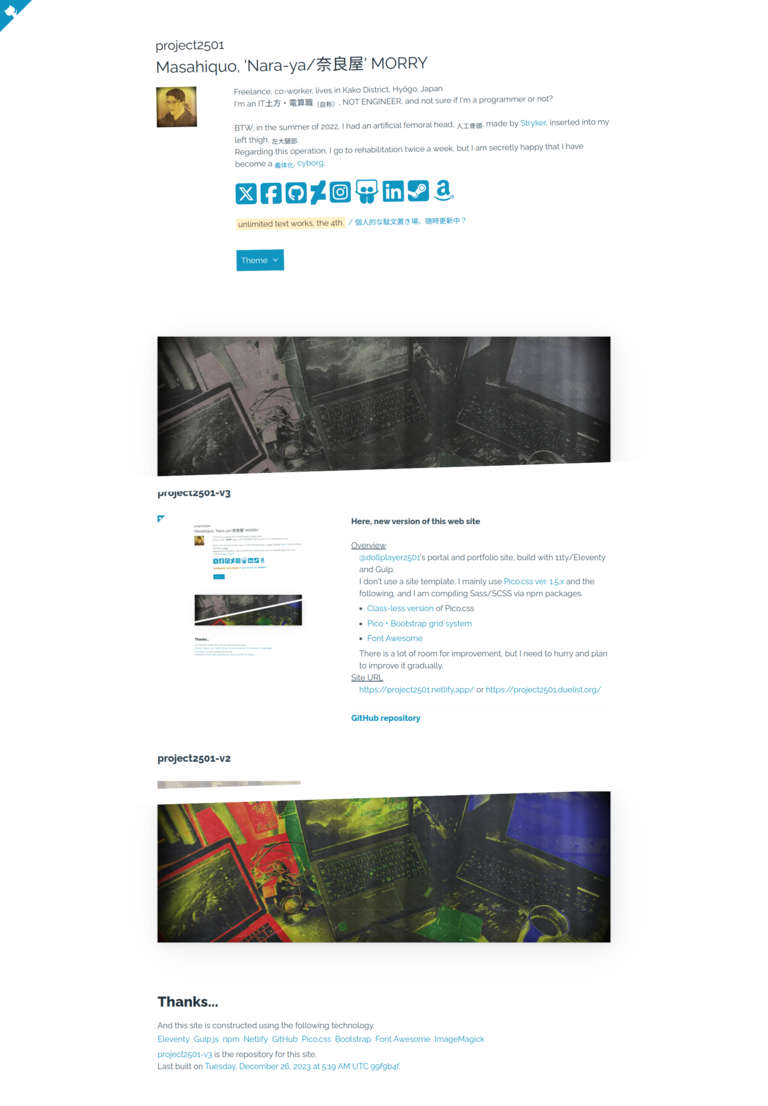 project2501
Masahiquo, 'Nara-ya/奈良屋' MORRY
Freelance, co-worker, lives in Kako District, Hyōgo, Japan.
I'm an IT土方・電算職（自称）, NOT ENGINEER, and not sure if I'm a programmer or not?
BTW, in the summer of 2022, I had an artificial femoral head, 人工骨頭, made by Stryker, inserted into my
left thigh, 左大腿部.
Regarding this operation, I go to rehabilitation twice a week, but I am secretly happy that I have
become a 義体化, cyborg.
unlimited text works, the 4th. / 個人的な駄文置き場、随時更新中？
Theme
project2501-v3
Here, new version of this web site
Overview
@dollplayer2501's portal and portfolio site, build with 11ty/Eleventy
and Gulp.
I don't use a site template, I mainly use Pico.css ver. 1.5.x and the
following, and I am compiling Sass/SCSS via npm packages.
Class-less version of Pico.css
Pico + Bootstrap grid system
Font Awesome
There is a lot of room for improvement, but I need to hurry and plan
to improve it gradually.
Site URL
https://project2501.netlify.app/ or https://project2501.duelist.org/
GitHub repository
project2501-v2
Thanks...
And this site is constructed using the following technology.
Eleventy Gulp.js npm Netlify GitHub Pico.css Bootstrap Font Awesome ImageMagick
project2501-v3 is the repository for this site.
Last built on Tuesday, December 26, 2023 at 5:19 AM UTC 99f9b4f.